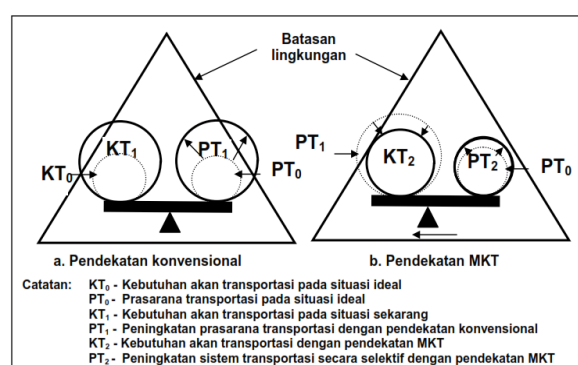 Batasan
lingkungan
KT₁
PT₁
KT₀
PT₀
PT₁
KT₂
PT₂
PT₀
a. Pendekatan konvensional
b. Pendekatan MKT
Catatan: KT₀ - Kebutuhan akan transportasi pada situasi ideal
PT₀ - Prasarana transportasi pada situasi ideal
KT₁ - Kebutuhan akan transportasi pada situasi sekarang
PT₁ - Peningkatan prasarana transportasi dengan pendekatan konvensional
KT₂ - Kebutuhan akan transportasi dengan pendekatan MKT
PT₂ - Peningkatan sistem transportasi secara selektif dengan pendekatan MKT